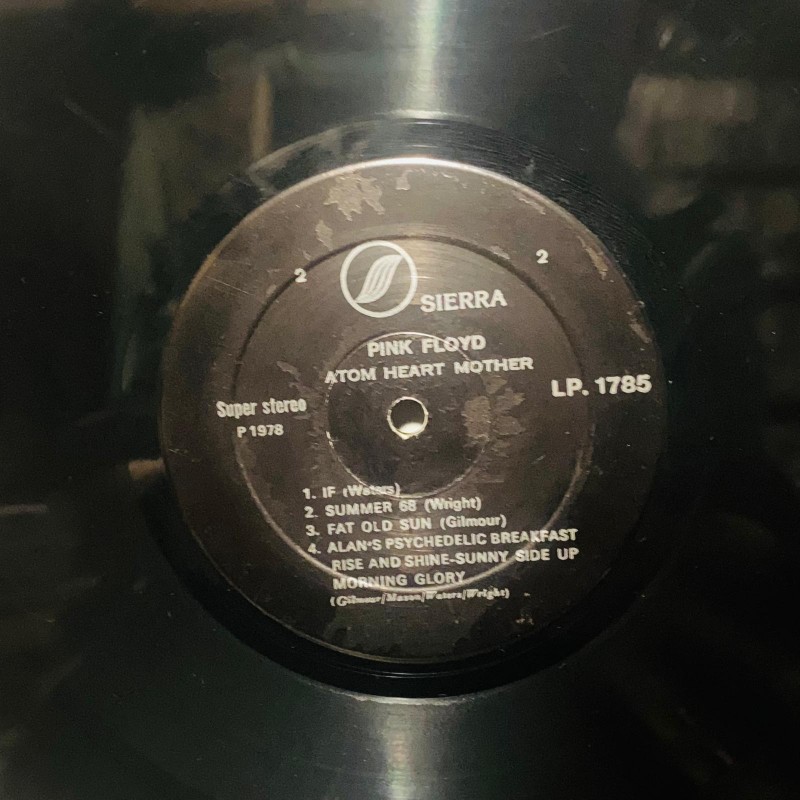 2
2
SIERRA
PINK FLOYD
ATOM HEART MOTHER
LP. 1785
Super stereo
P 1978
1. IF (Waters)
2. SUMMER 68 (Wright)
3. FAT OLD SUN (Gilmour)
4. ALAN'S PSYCHEDELIC BREAKFAST
RISE AND SHINE-SUNNY SIDE UP
MORNING GLORY
(Gilmour/Mason/Waters/Wright)